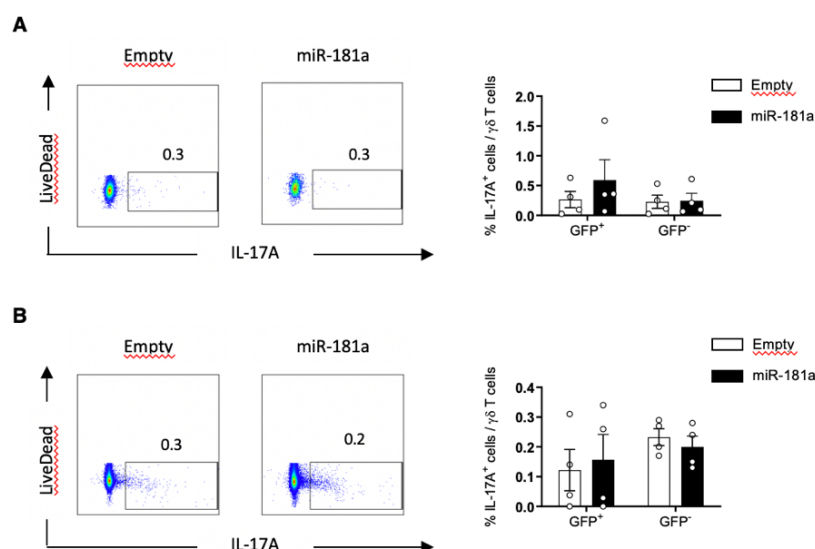 A
Empty
miR-181a
LiveDead
0.3
0.3
IL-17A
% IL-17A+ cells / γδ T cells
2.0
1.5
1.0
0.5
0.0
GFP+
GFP-
Empty
miR-181a
B
Empty
miR-181a
LiveDead
0.3
0.2
IL-17A
% IL-17A+ cells / γδ T cells
0.4
0.3
0.2
0.1
0.0
GFP+
GFP-
Empty
miR-181a